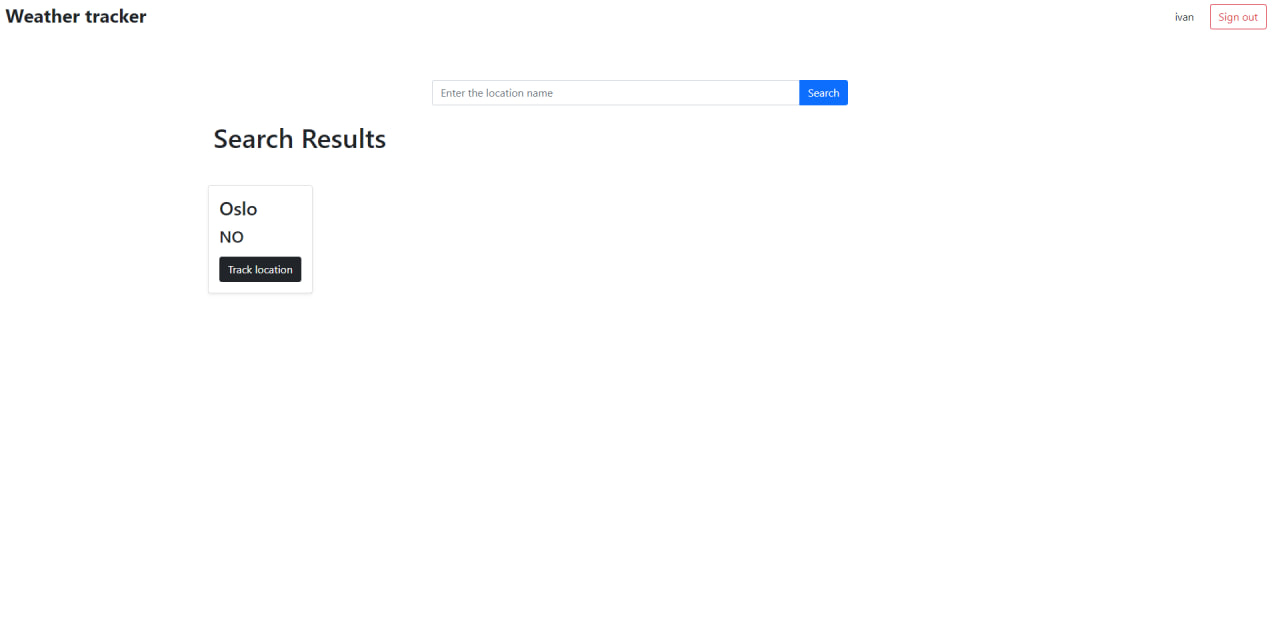 Weather tracker
ivan
Sign out
Enter the location name
Search
Search Results
Oslo
NO
Track location